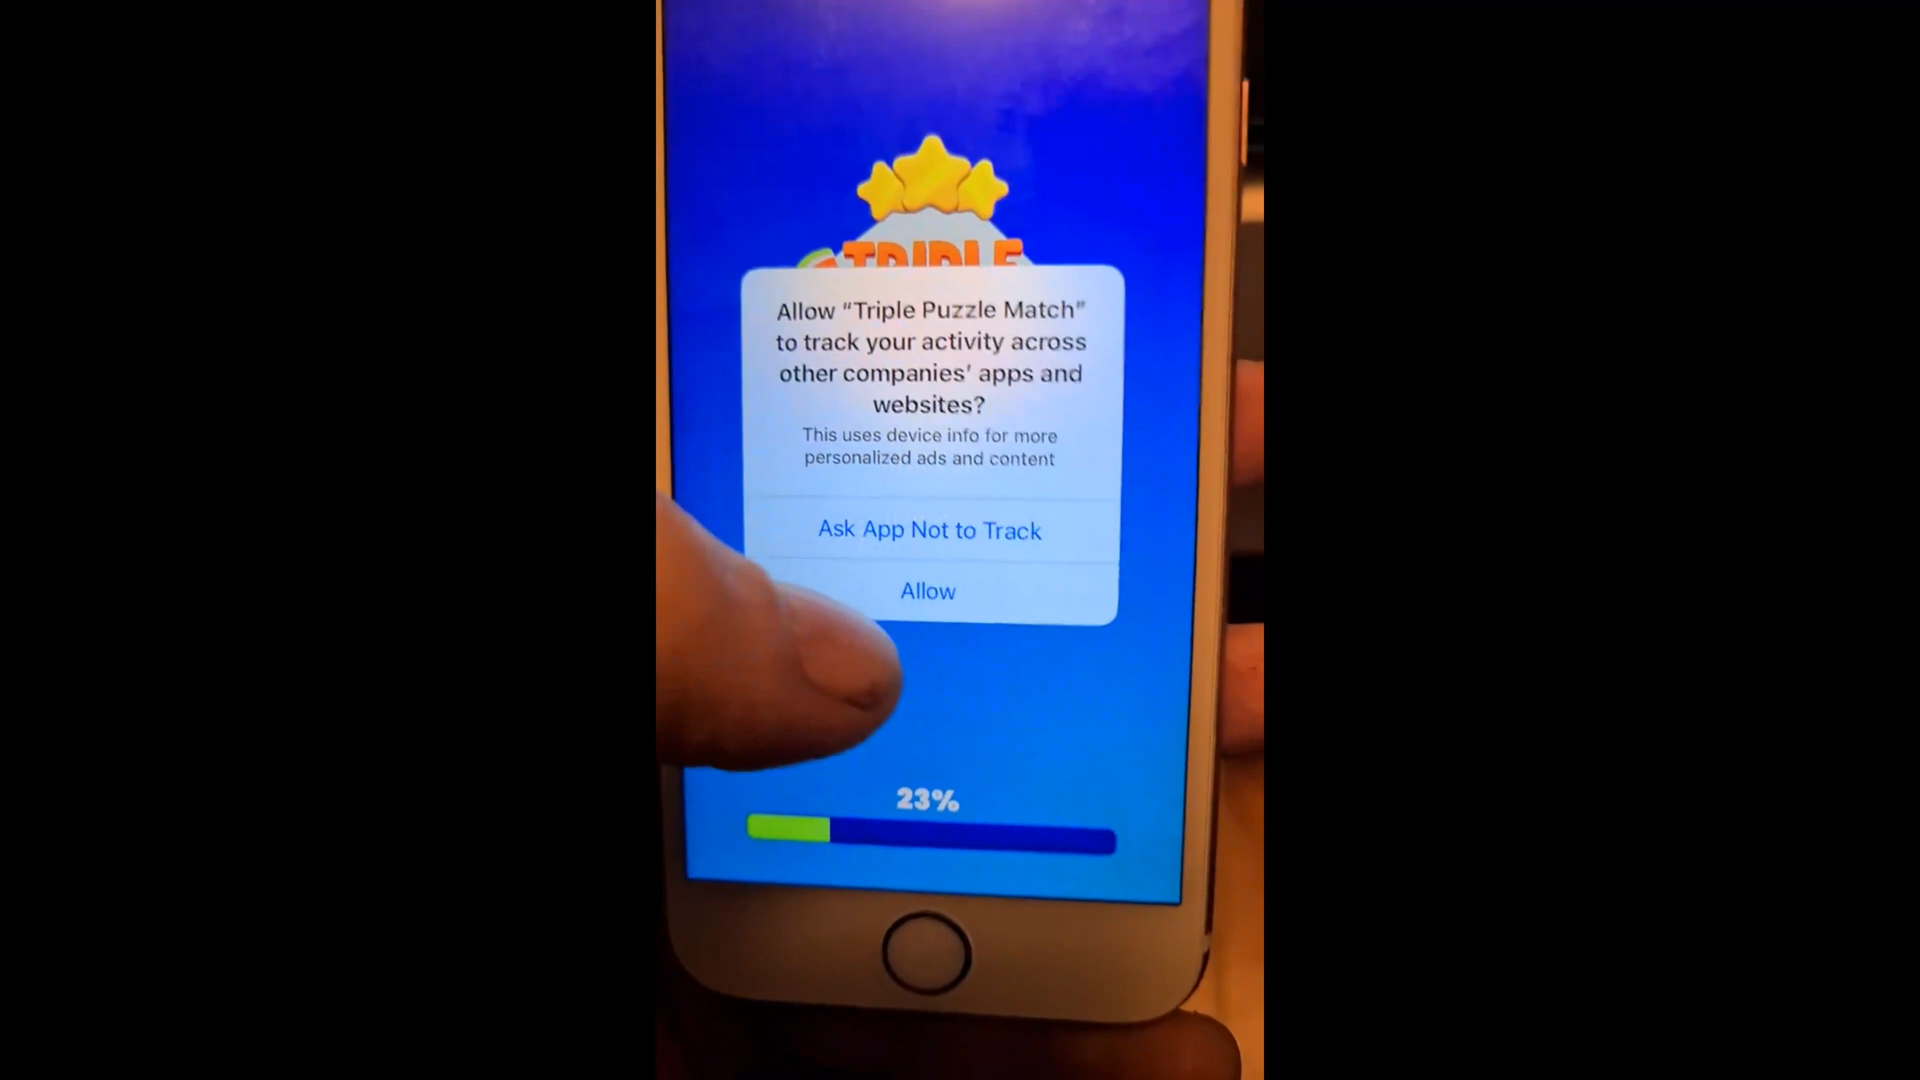 TRIPLE
Allow “Triple Puzzle Match”
to track your activity across
other companies’ apps and
websites?
This uses device info for more
personalized ads and content
Ask App Not to Track
Allow
23%